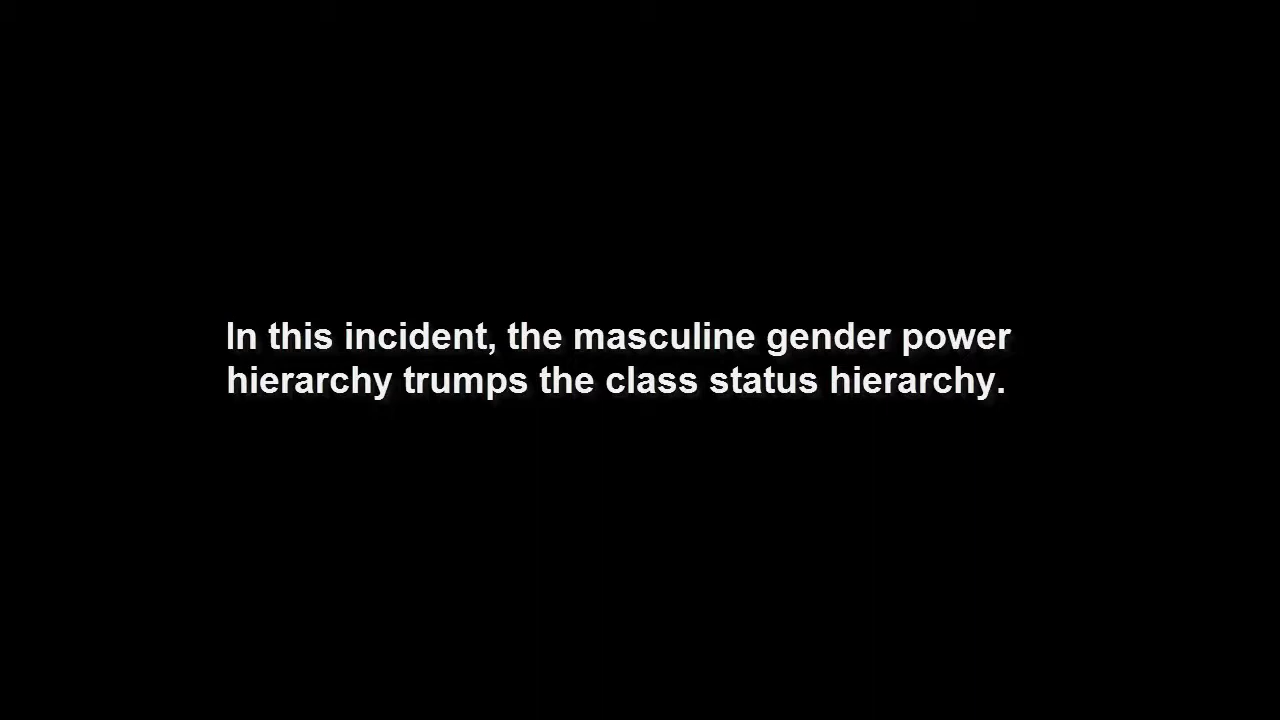 In this incident, the masculine gender power
hierarchy trumps the class status hierarchy.